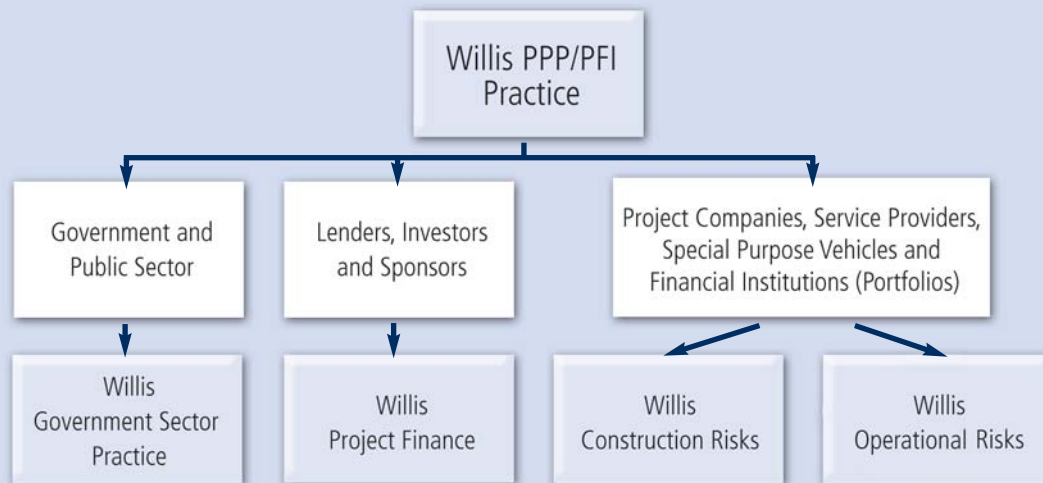 Willis PPP/PFI
Practice
Government and
Public Sector
Lenders, Investors
and Sponsors
Project Companies, Service Providers,
Special Purpose Vehicles and
Financial Institutions (Portfolios)
Willis
Government Sector
Practice
Willis
Project Finance
Willis
Construction Risks
Willis
Operational Risks